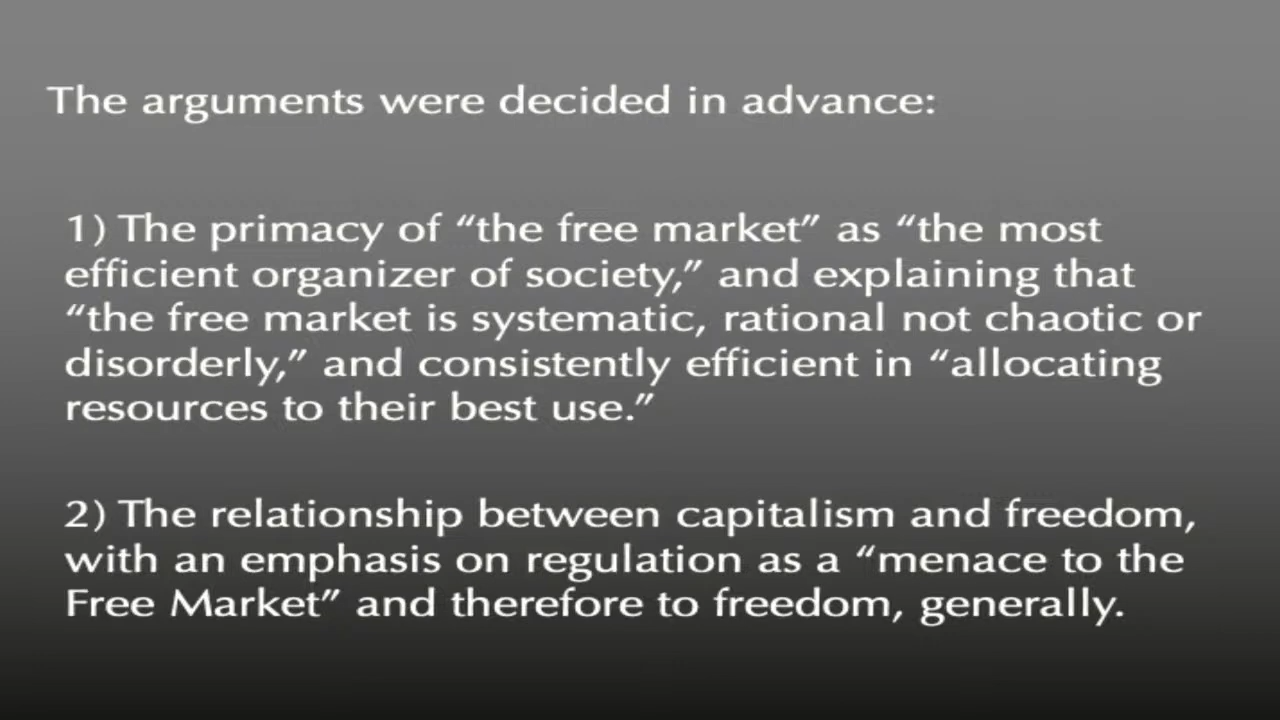 The arguments were decided in advance:
1) The primacy of “the free market” as “the most
efficient organizer of society,” and explaining that
“the free market is systematic, rational not chaotic or
disorderly,” and consistently efficient in “allocating
resources to their best use.”
2) The relationship between capitalism and freedom,
with an emphasis on regulation as a “menace to the
Free Market” and therefore to freedom, generally.